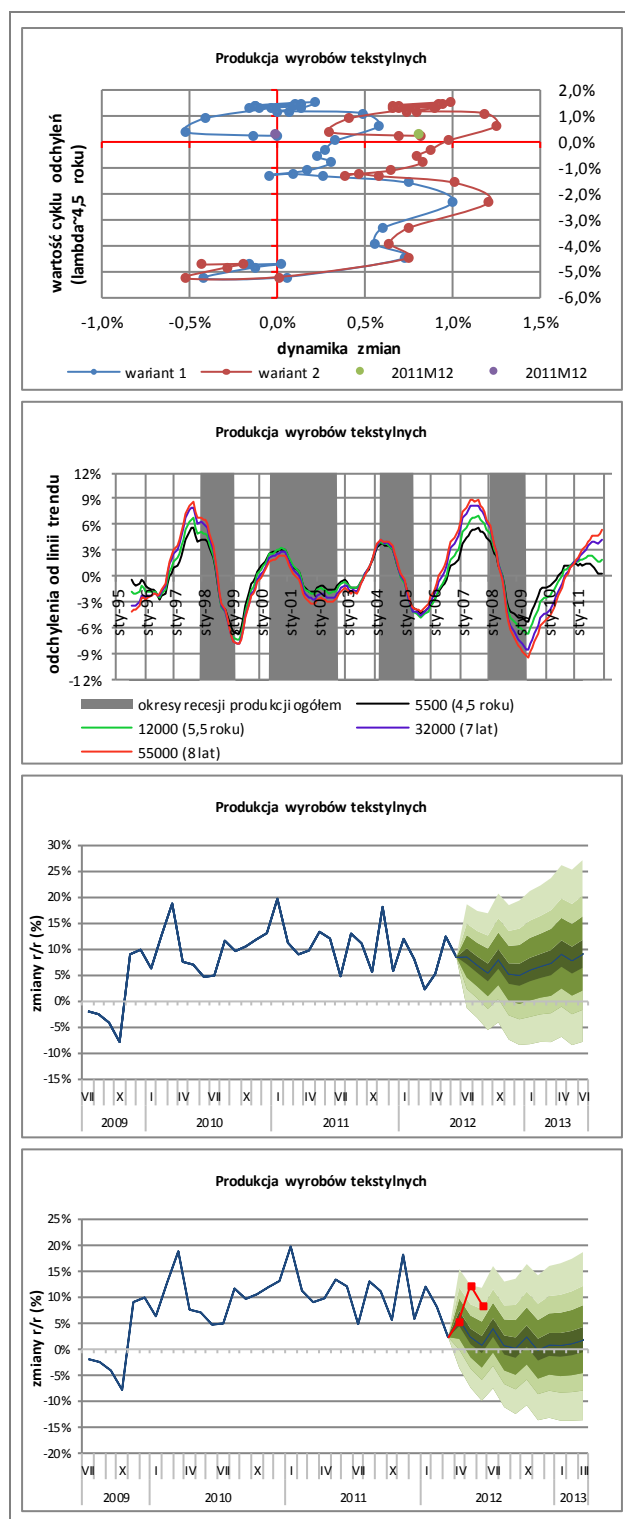 Produkcja wyrobów tekstylnych
wartość cyklu odchyleń
(lambda~4,5 roku)
2,0%
1,0%
0,0%
-1,0%
-2,0%
-3,0%
-4,0%
-5,0%
-6,0%
-1,0% -0,5% 0,0% 0,5% 1,0% 1,5%
dynamika zmian
wariant 1 wariant 2 2011M12 2011M12
Produkcja wyrobów tekstylnych
odchylenia od linii trendu
12%
9%
6%
3%
0%
-3%
-6%
-9%
-12%
sty-95 sty-96 sty-97 sty-98 sty-99 sty-00 sty-01 sty-02 sty-03 sty-04 sty-05 sty-06 sty-07 sty-08 sty-09 sty-10 sty-11
okresy recesji produkcji ogółem 5500 (4,5 roku)
12000 (5,5 roku) 32000 (7 lat)
55000 (8 lat)
Produkcja wyrobów tekstylnych
zmiany r/r (%)
30%
25%
20%
15%
10%
5%
0%
-5%
-10%
-15%
VII X I IV VII X I IV VII X I IV VII X I IV VI
2009 2010 2011 2012 2013
Produkcja wyrobów tekstylnych
zmiany r/r (%)
25%
20%
15%
10%
5%
0%
-5%
-10%
-15%
-20%
VII X I IV VII X I IV VII X I IV VII X I III
2009 2010 2011 2012 2013